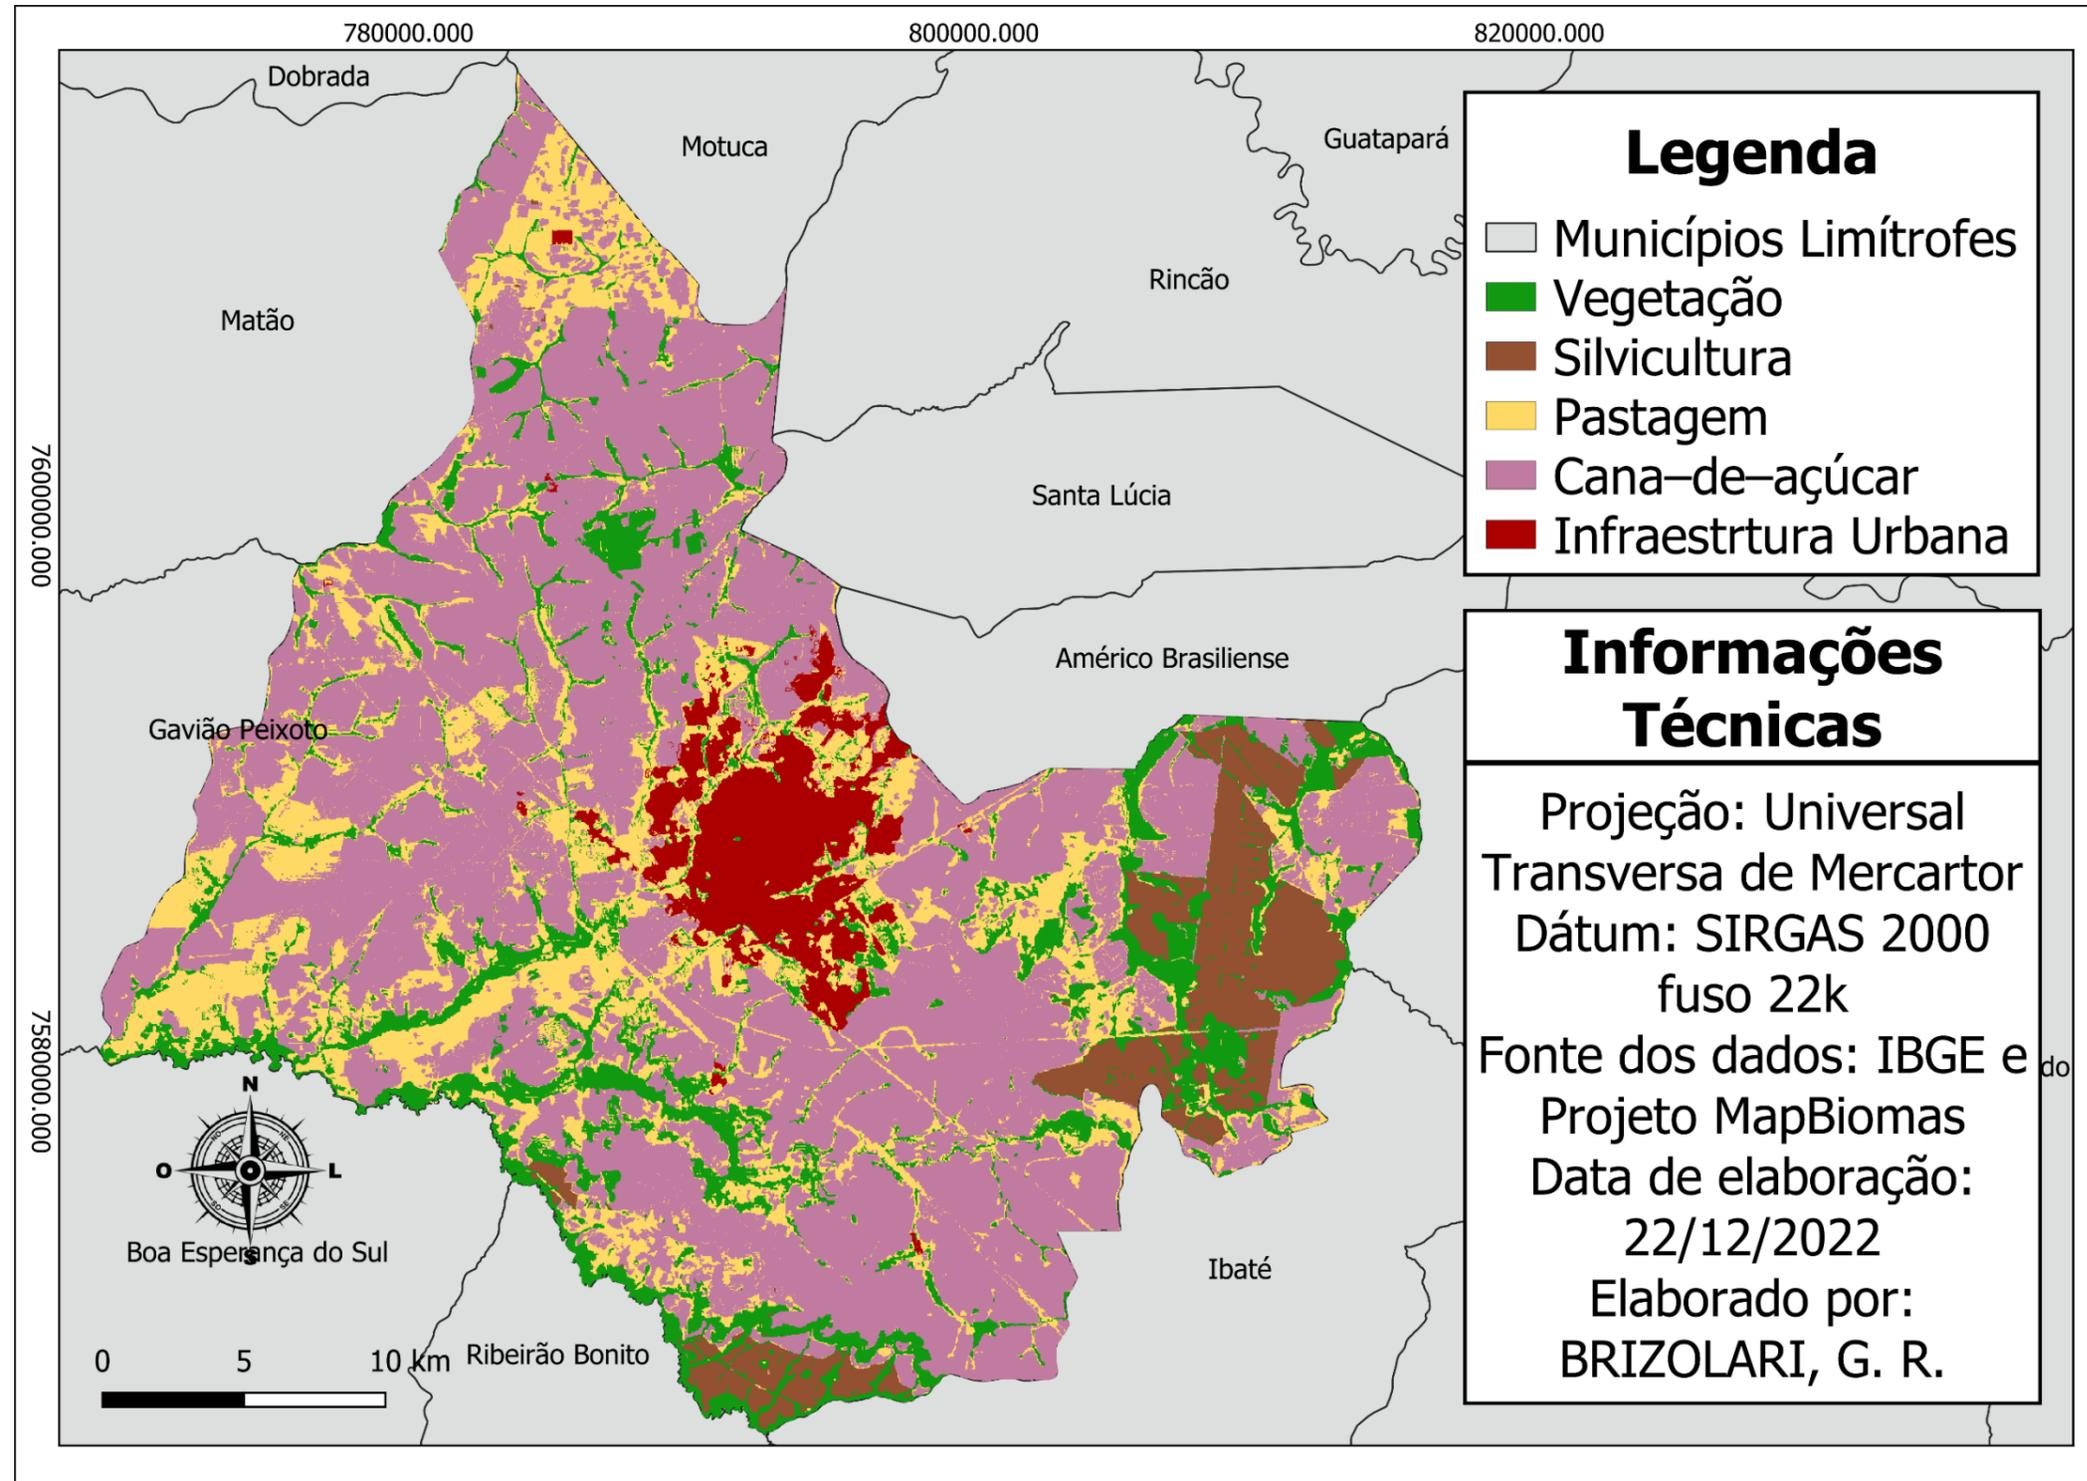 780000.000
800000.000
820000.000
Dobrada
Motuca
Guatapará
Matão
Rincão
Santa Lúcia
Américo Brasiliense
Gavião Peixoto
7600000.000
7580000.000
N
O
L
S
Boa Esperança do Sul
Ribeirão Bonito
Ibaté
0 5 10 km
do
Legenda
Municípios Limítrofes
Vegetação
Silvicultura
Pastagem
Cana–de–açúcar
Infraestrtura Urbana
Informações
Técnicas
Projeção: Universal
Transversa de Mercartor
Dátum: SIRGAS 2000
fuso 22k
Fonte dos dados: IBGE e
Projeto MapBiomas
Data de elaboração:
22/12/2022
Elaborado por:
BRIZOLARI, G. R.